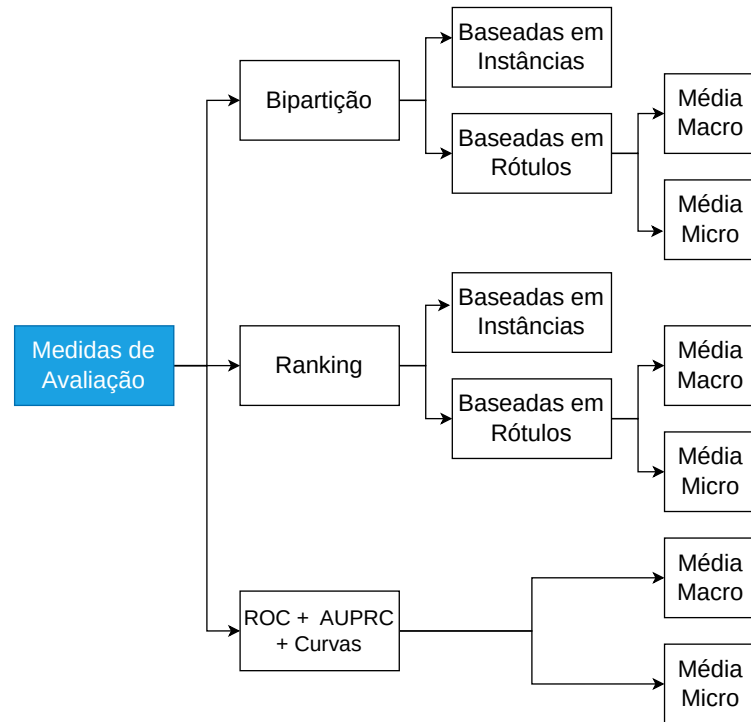 Medidas de
Avaliação
Bipartição
Baseadas em
Instâncias
Baseadas em
Rótulos
Média
Macro
Média
Micro
Ranking
Baseadas em
Instâncias
Baseadas em
Rótulos
Média
Macro
Média
Micro
ROC + AUPRC
+ Curvas
Média
Macro
Média
Micro